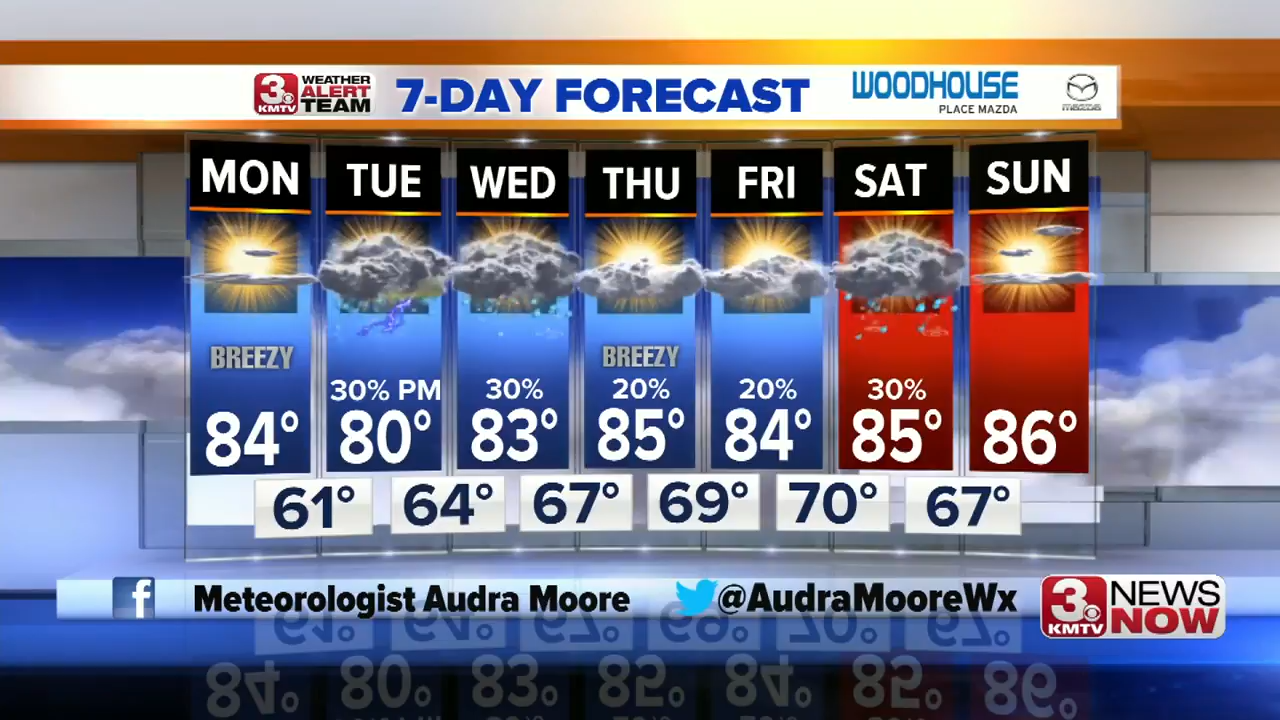 3 KMTV WEATHER ALERT TEAM 7-DAY FORECAST WOODHOUSE PLACE MAZDA mazda
MON TUE WED THU FRI SAT SUN
BREEZY BREEZY
30% PM 30% 20% 20% 30%
84° 80° 83° 85° 84° 85° 86°
61° 64° 67° 69° 70° 67°
f Meteorologist Audra Moore @AudraMooreWx 3 KMTV NEWS NOW